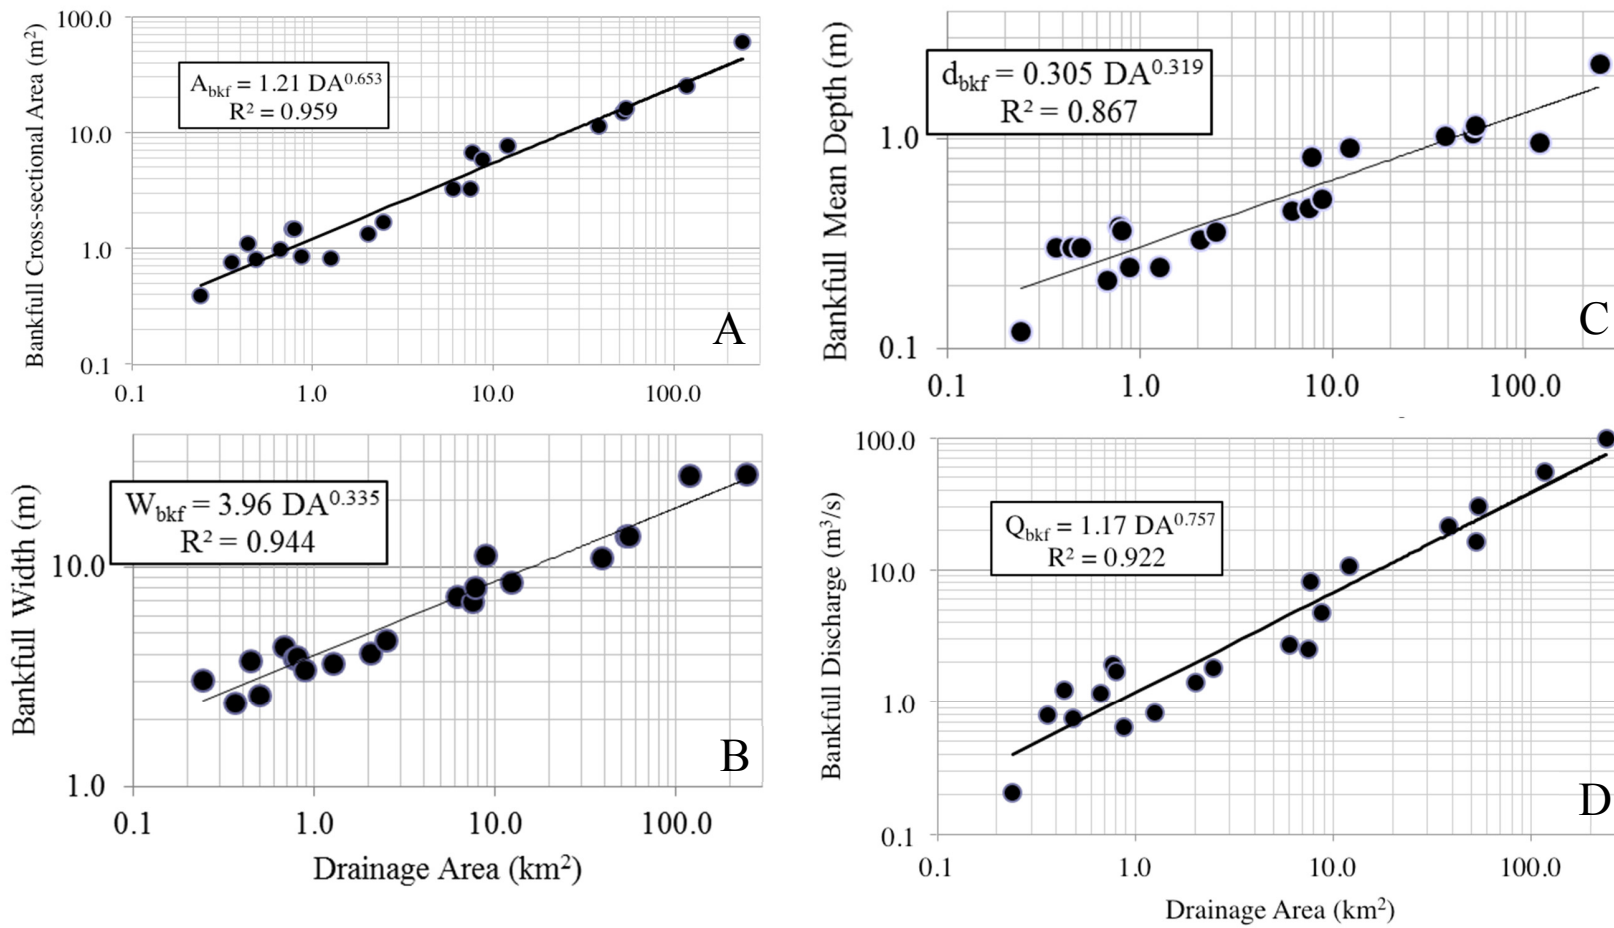 Bankfull Cross-sectional Area (m²)
100.0
10.0
1.0
0.1
A_bkf = 1.21 DA^0.653
R² = 0.959
A
0.1 1.0 10.0 100.0
Bankfull Width (m)
10.0
1.0
W_bkf = 3.96 DA^0.335
R² = 0.944
B
0.1 1.0 10.0 100.0
Drainage Area (km²)
Bankfull Mean Depth (m)
1.0
0.1
d_bkf = 0.305 DA^0.319
R² = 0.867
C
0.1 1.0 10.0 100.0
Bankfull Discharge (m³/s)
100.0
10.0
1.0
0.1
Q_bkf = 1.17 DA^0.757
R² = 0.922
D
0.1 1.0 10.0 100.0
Drainage Area (km²)